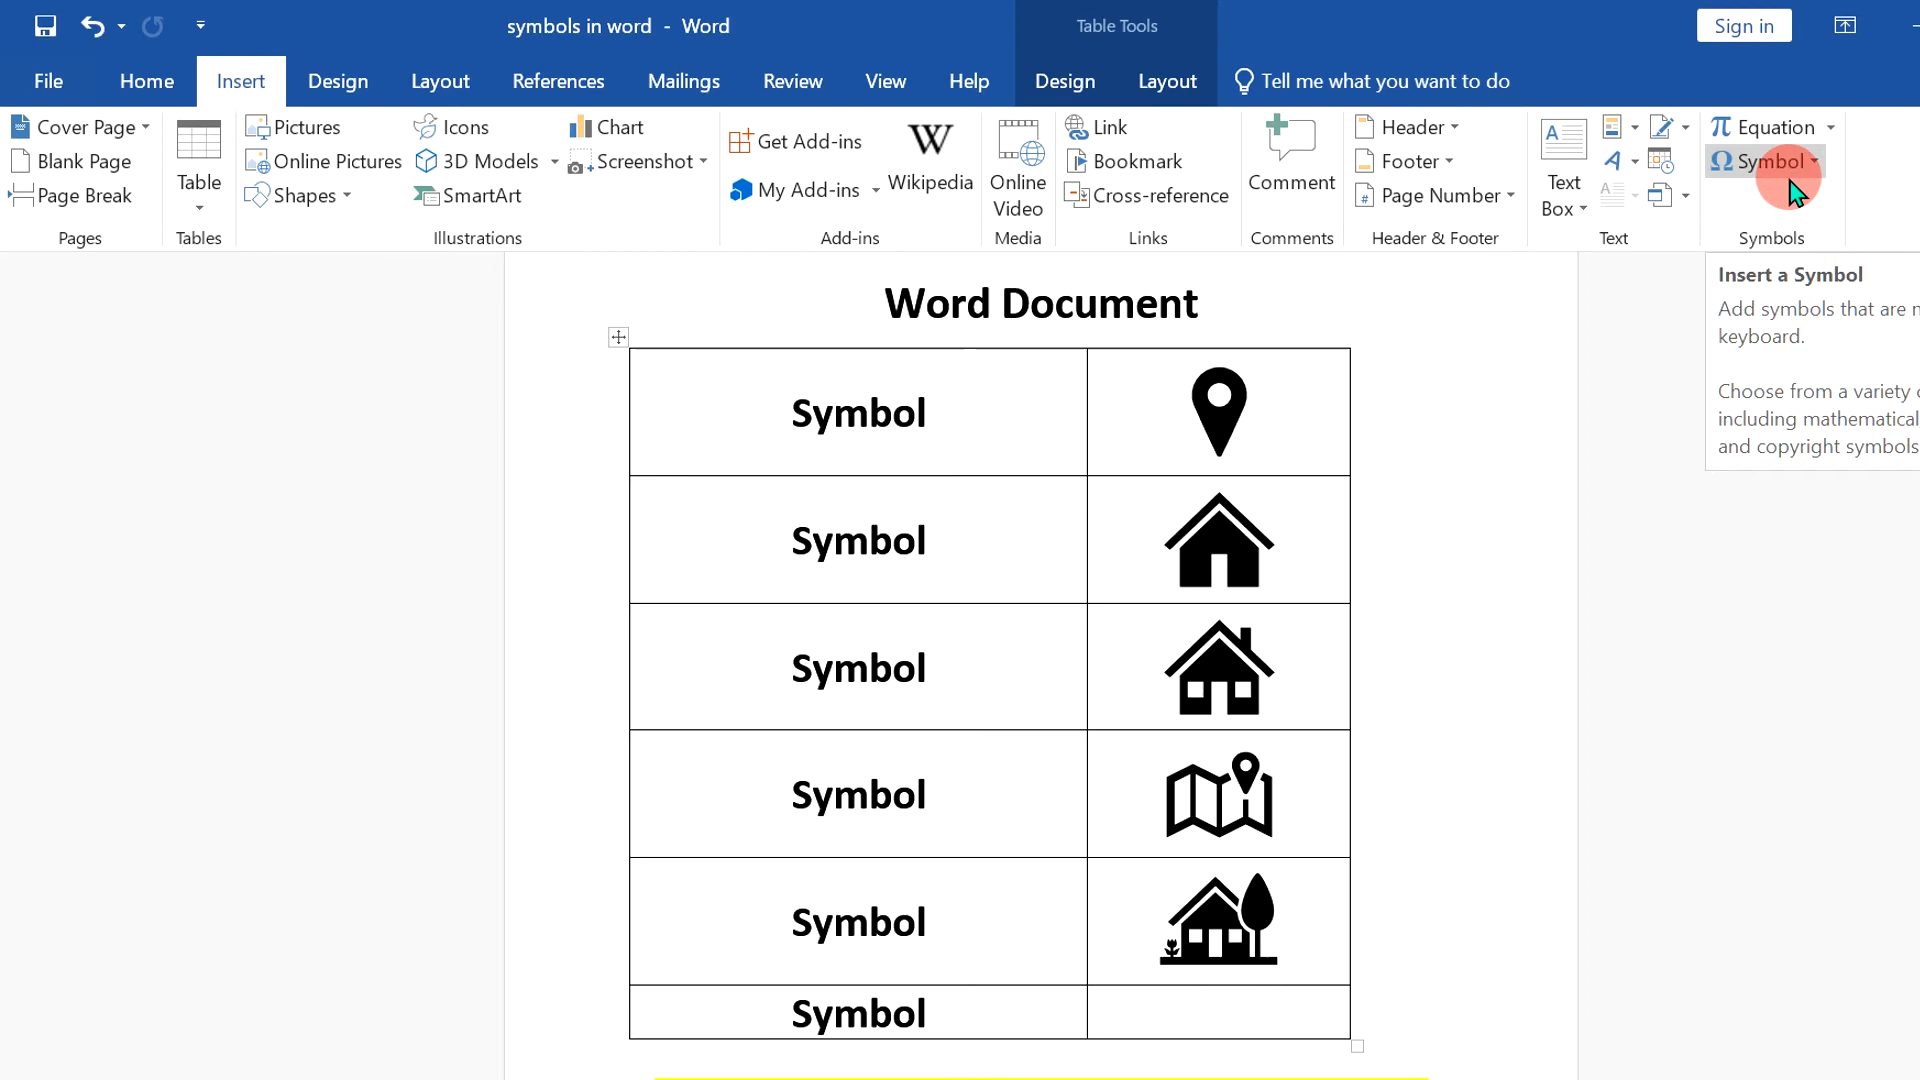 symbols in word - Word
Table Tools
Sign in
File Home Insert Design Layout References Mailings Review View Help Design Layout Tell me what you want to do
Cover Page
Blank Page
Page Break
Pages
Table
Tables
Pictures
Online Pictures
Shapes
Icons
3D Models
SmartArt
Chart
Screenshot
Illustrations
Get Add-ins
My Add-ins
W
Wikipedia
Add-ins
Online
Video
Media
Link
Bookmark
Cross-reference
Links
Comment
Comments
Header
Footer
# Page Number
Header & Footer
A
Text
Box
A
A
Text
π Equation
Ω Symbol
Symbols
Insert a Symbol
Add symbols that are
keyboard.
Choose from a variety
including mathematical
and copyright symbols
Word Document
Symbol
Symbol
Symbol
Symbol
Symbol
Symbol